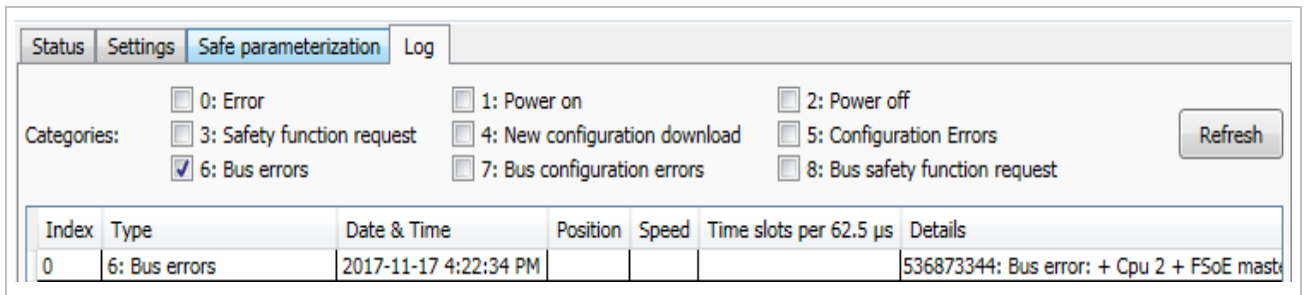 Status Settings Safe parameterization Log
0: Error 1: Power on 2: Power off
Categories: 3: Safety function request 4: New configuration download 5: Configuration Errors Refresh
6: Bus errors 7: Bus configuration errors 8: Bus safety function request
Index Type Date & Time Position Speed Time slots per 62.5 µs Details
0 6: Bus errors 2017-11-17 4:22:34 PM 536873344: Bus error: + Cpu 2 + FSoE